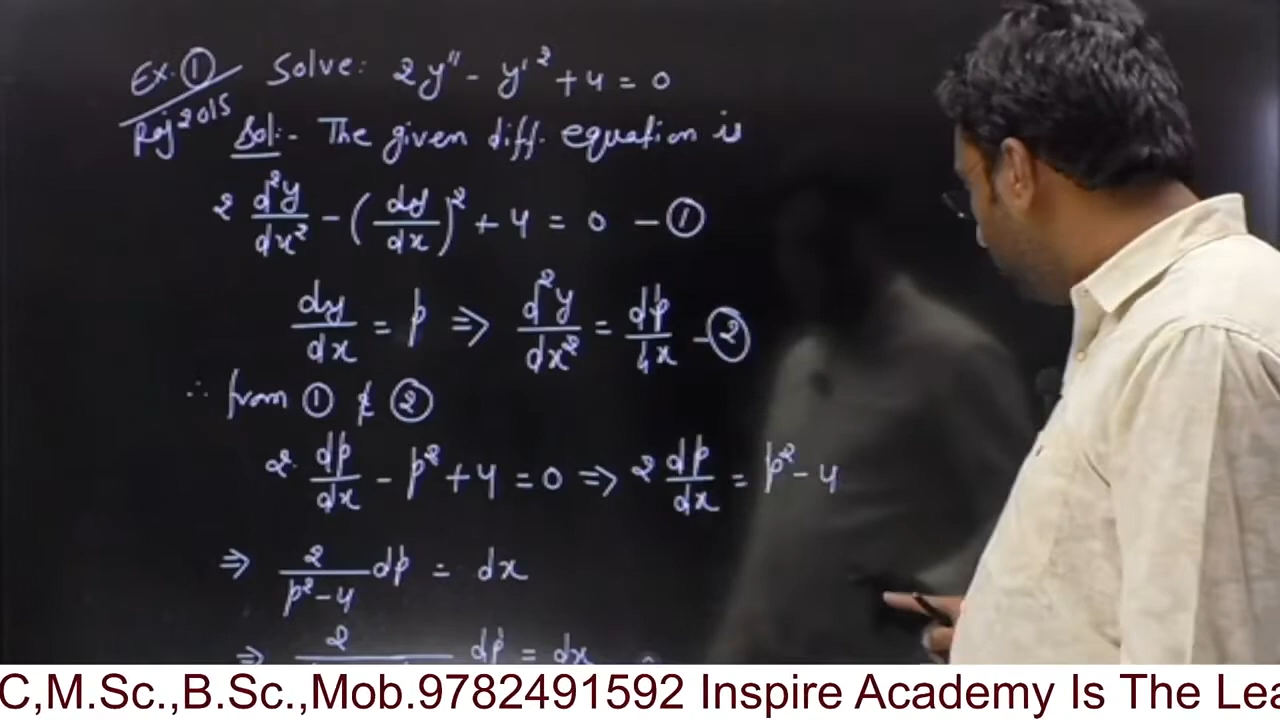 Ex. ① Solve: 2y'' - y'² + 4 = 0
Raj 2015 Sol:- The given diff. equation is
2 d²y/dx² - (dy/dx)² + 4 = 0 - ①
dy/dx = p ⇒ d²y/dx² = dp/dx - ②
∴ from ① & ②
2. dp/dx - p² + 4 = 0 ⇒ 2 dp/dx = p² - 4
⇒ 2/(p² - 4) dp = dx
⇒ 2 dp = dx
C,M.Sc.,B.Sc.,Mob.9782491592 Inspire Academy Is The Lea